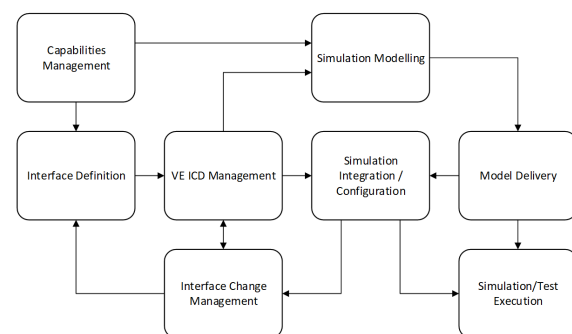 Capabilities
Management
Simulation Modelling
Interface Definition
VE ICD Management
Simulation
Integration /
Configuration
Model Delivery
Interface Change
Management
Simulation/Test
Execution